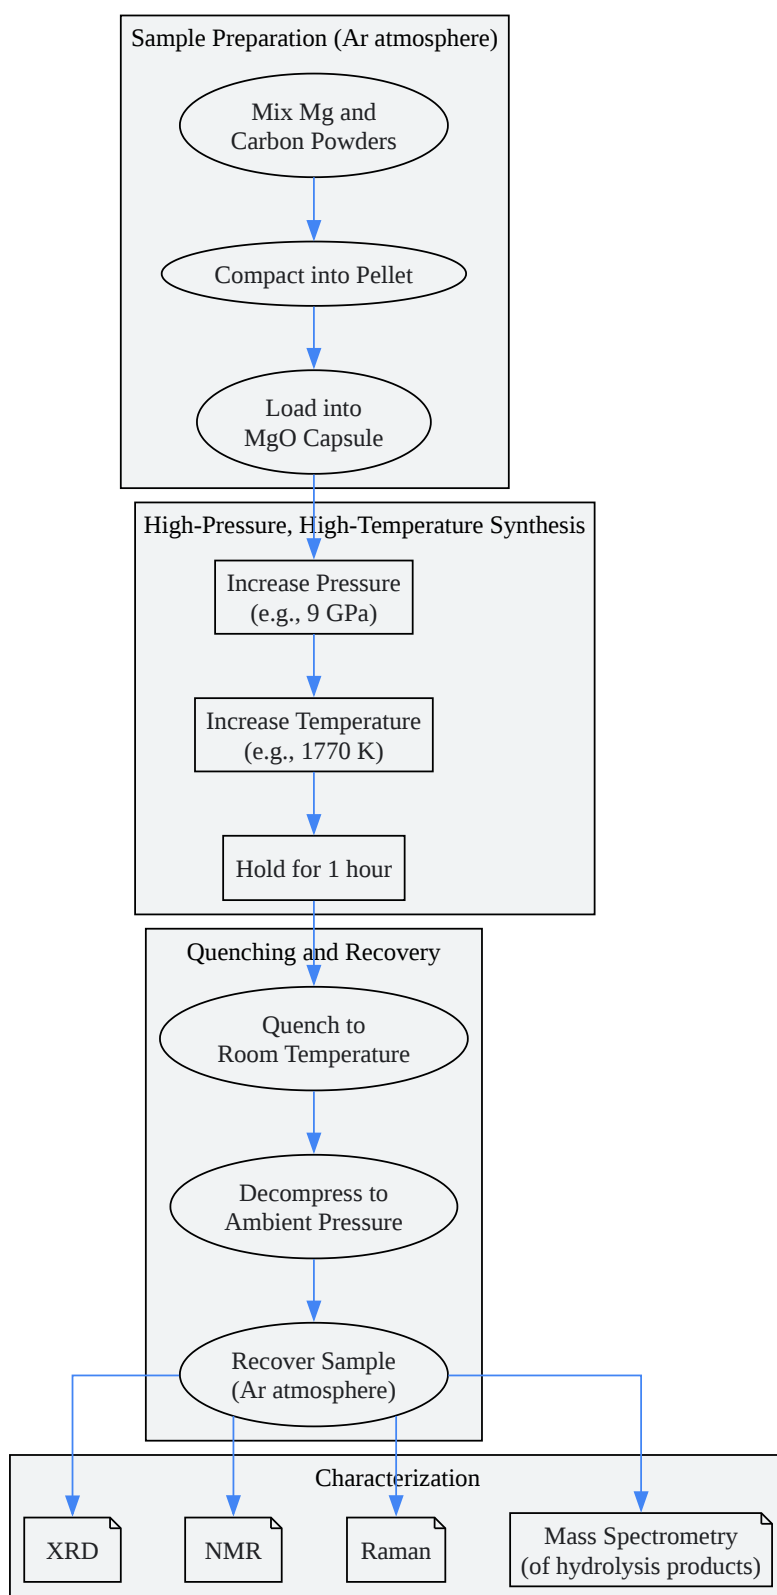 Sample Preparation (Ar atmosphere)
Mix Mg and
Carbon Powders
Compact into Pellet
Load into
MgO Capsule
High-Pressure, High-Temperature Synthesis
Increase Pressure
(e.g., 9 GPa)
Increase Temperature
(e.g., 1770 K)
Hold for 1 hour
Quenching and Recovery
Quench to
Room Temperature
Decompress to
Ambient Pressure
Recover Sample
(Ar atmosphere)
Characterization
XRD
NMR
Raman
Mass Spectrometry
(of hydrolysis products)